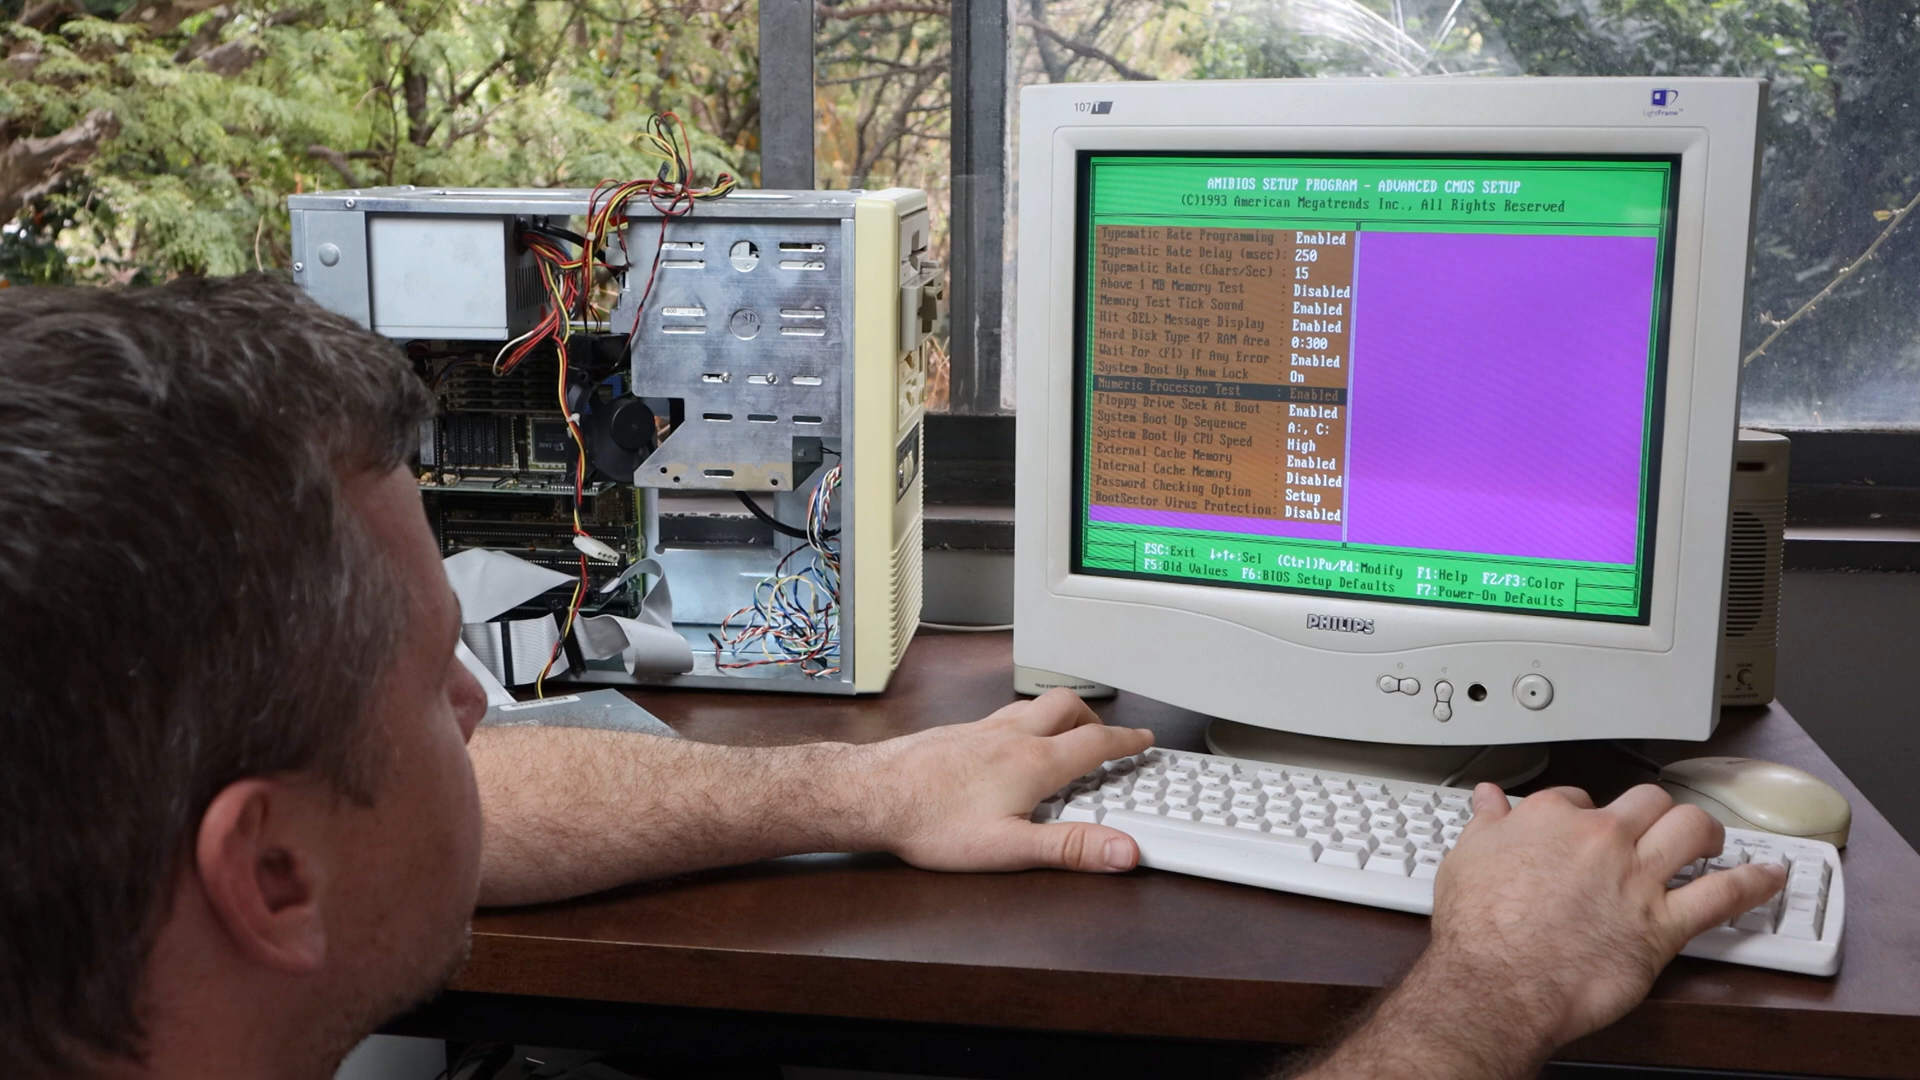 107T
LightFrame
AMIBIOS SETUP PROGRAM - ADVANCED CMOS SETUP
(C)1993 American Megatrends Inc., All Rights Reserved
Typematic Rate Programming : Enabled
Typematic Rate Delay (msec): 250
Typematic Rate (Chars/Sec) : 15
Above 1 MB Memory Test : Disabled
Memory Test Tick Sound : Enabled
Hit <DEL> Message Display : Enabled
Hard Disk Type 47 RAM Area : 0:300
Wait For <F1> If Any Error : Enabled
System Boot Up Num Lock : On
Numeric Processor Test : Enabled
Floppy Drive Seek At Boot : Enabled
System Boot Up Sequence : A:, C:
System Boot Up CPU Speed : High
External Cache Memory : Enabled
Internal Cache Memory : Disabled
Password Checking Option : Setup
BootSector Virus Protection: Disabled
ESC:Exit ↓→↑←:Sel (Ctrl)Pu/Pd:Modify F1:Help F2/F3:Color
F5:Old Values F6:BIOS Setup Defaults F7:Power-On Defaults
PHILIPS